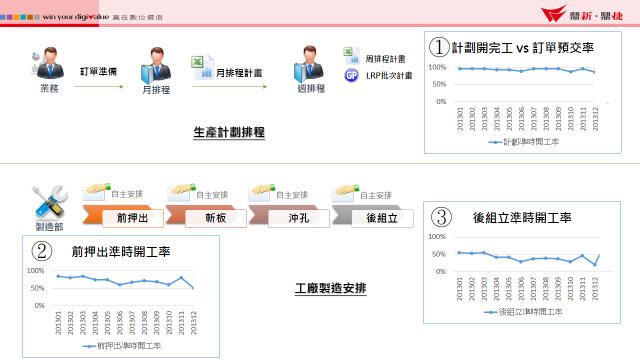 win your digivalue 贏在數位價值
鼎新·鼎捷
業務
訂單準備
月排程
月排程計畫
週排程
周排程計畫
LRP批次計畫
生產計劃排程
① 計劃開完工 vs 訂單預交率
100%
50%
0%
201301 201302 201303 201304 201305 201306 201307 201308 201309 201310 201311 201312
計劃準時開工率
製造部
自主安排 自主安排 自主安排 自主安排
前押出 斬板 沖孔 後組立
② 前押出準時開工率
100%
50%
0%
201301 201302 201303 201304 201305 201306 201307 201308 201309 201310 201311 201312
前押出準時開工率
工廠製造安排
③ 後組立準時開工率
100%
50%
0%
201301 201302 201303 201304 201305 201306 201307 201308 201309 201310 201311 201312
後組立準時開工率